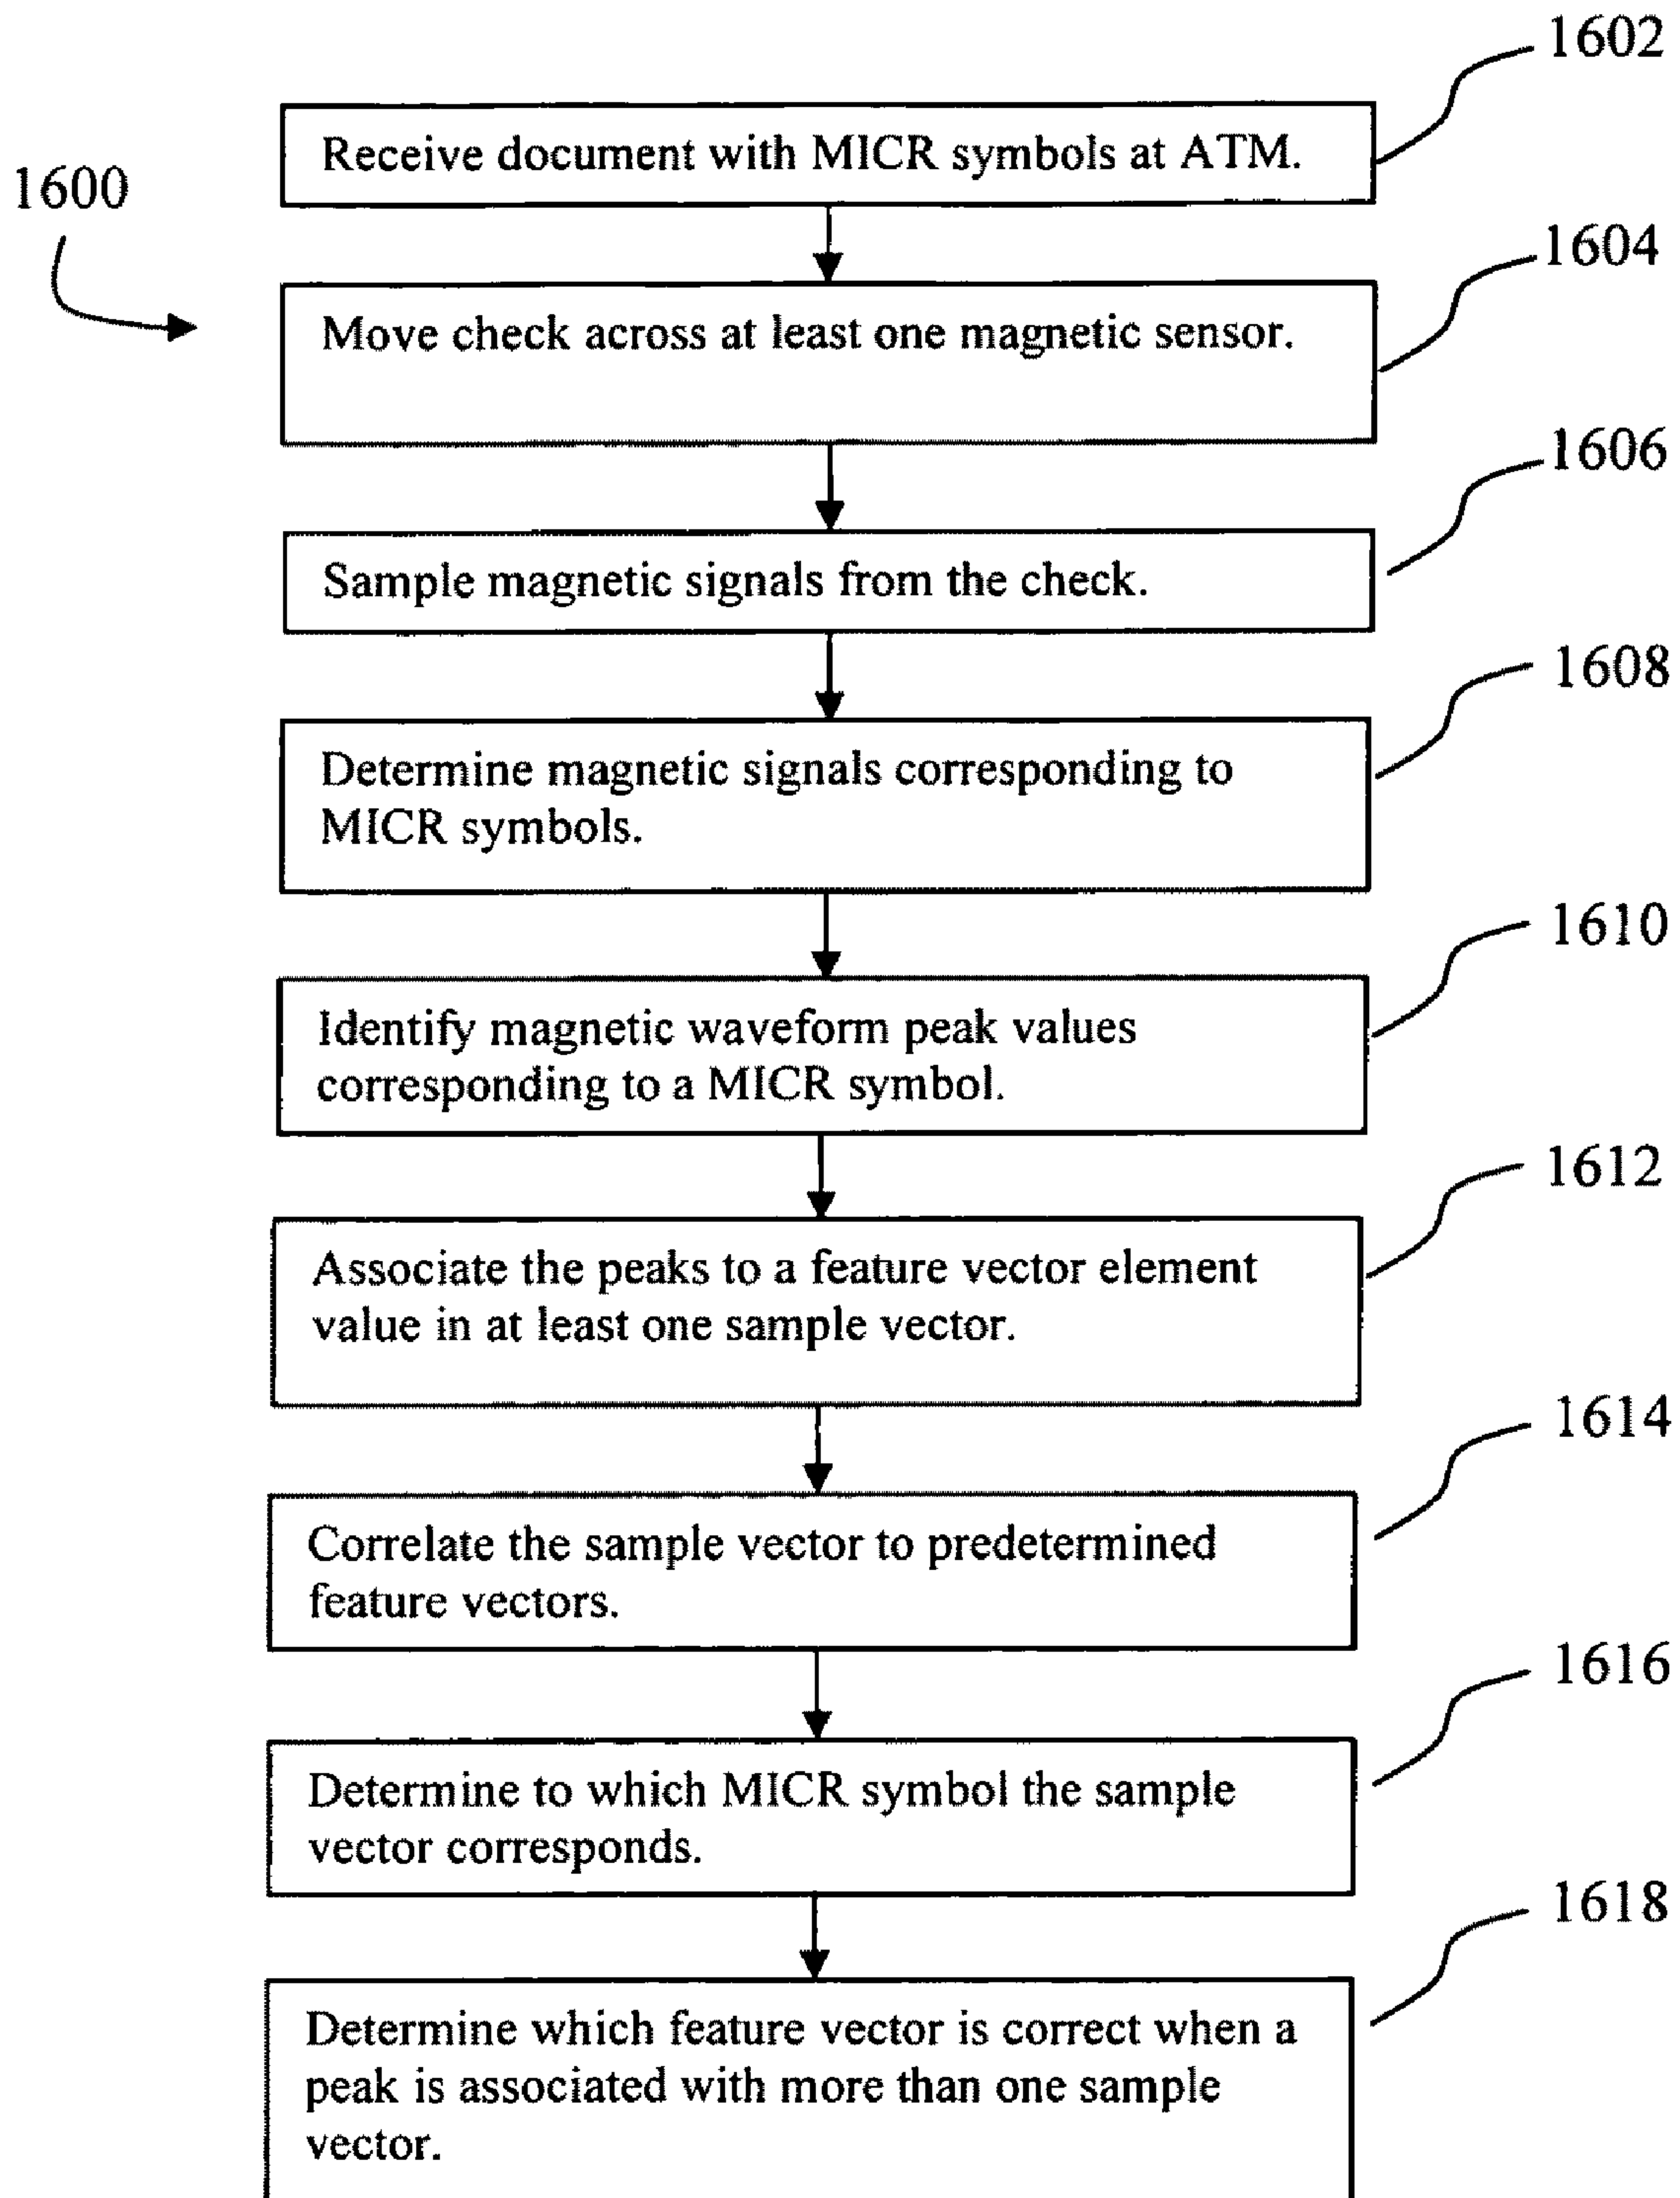 1602
Receive document with MICR symbols at ATM.
1600
1604
Move check across at least one magnetic sensor.
1606
Sample magnetic signals from the check.
1608
Determine magnetic signals corresponding to
MICR symbols.
1610
Identify magnetic waveform peak values
corresponding to a MICR symbol.
1612
Associate the peaks to a feature vector element
value in at least one sample vector.
1614
Correlate the sample vector to predetermined
feature vectors.
1616
Determine to which MICR symbol the sample
vector corresponds.
1618
Determine which feature vector is correct when a
peak is associated with more than one sample
vector.